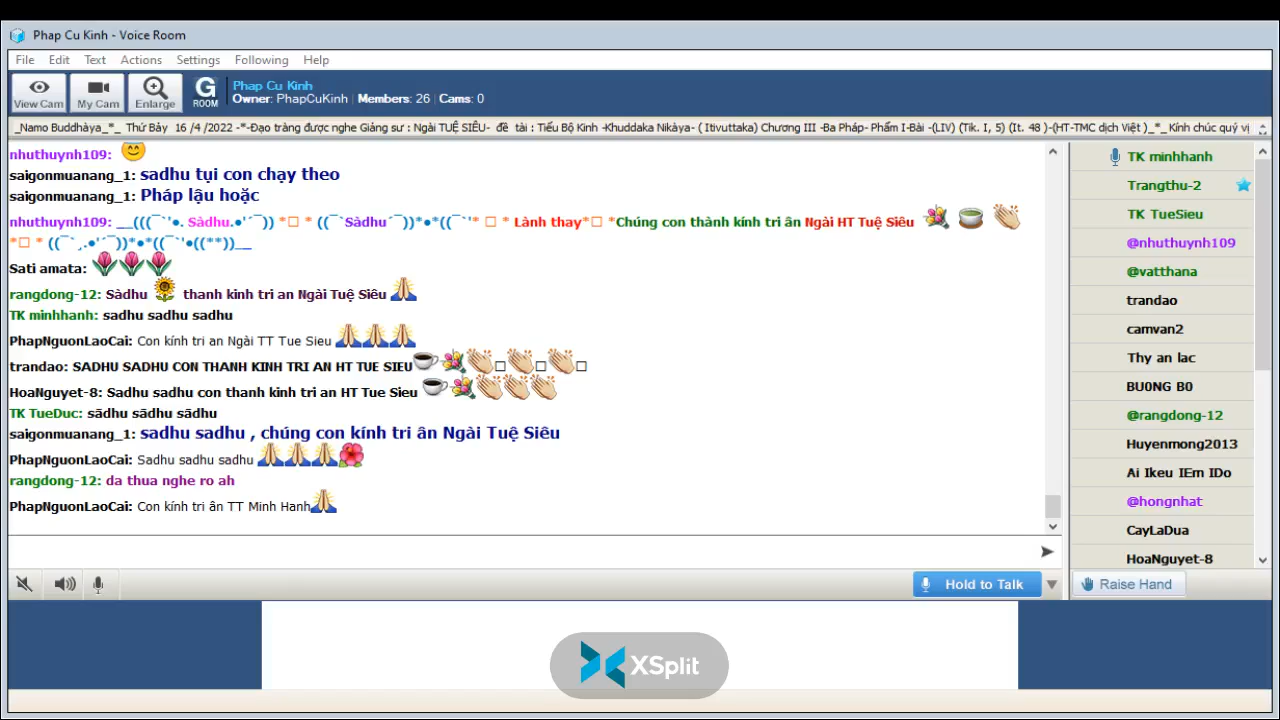 Phap Cu Kinh - Voice Room
File Edit Text Actions Settings Following Help
View Cam My Cam Enlarge G ROOM Phap Cu Kinh
Owner: PhapCuKinh Members: 26 Cams: 0
_Namo Buddhàya_*_ Thứ Bảy 16 /4 /2022 -*-Đạo tràng được nghe Giảng sư : Ngài TUỆ SIÊU- đề tài : Tiểu Bộ Kinh -Khuddaka Nikàya- ( Itivuttaka) Chương III -Ba Pháp- Phẩm I-Bài -(LIV) (Tik. I, 5) (It. 48 )-(HT-TMC dịch Việt )_*_ Kính chúc quý vị
nhuthuynh109: 😊
saigonmuanang_1: sadhu tụi con chạy theo
saigonmuanang_1: Pháp lậu hoặc
nhuthuynh109: __(((¯`'•. Sàdhu.•'´¯)) *□ * ((¯`Sàdhu´¯))*•*((¯`'* □ * Lành thay*□ *Chúng con thành kính tri ân Ngài HT Tuệ Siêu
*□ * ((¯`¸.•'´¯))*•*((¯`'•((**))__
Sati amata:
rangdong-12: Sàdhu 🌻 thanh kinh tri an Ngài Tuệ Siêu 🙏
TK minhhanh: sadhu sadhu sadhu
PhapNguonLaoCai: Con kính tri an Ngài TT Tue Sieu 🙏🙏🙏
trandao: SADHU SADHU CON THANH KINH TRI AN HT TUE SIEU
HoaNguyet-8: Sadhu sadhu con thanh kinh tri an HT Tue Sieu
TK TueDuc: sādhu sādhu sādhu
saigonmuanang_1: sadhu sadhu , chúng con kính tri ân Ngài Tuệ Siêu
PhapNguonLaoCai: Sadhu sadhu sadhu 🙏🙏🙏🌺
rangdong-12: da thua nghe ro ah
PhapNguonLaoCai: Con kính tri ân TT Minh Hanh🙏
Hold to Talk
TK minhhanh
Trangthu-2
TK TueSieu
@nhuthuynh109
@vatthana
trandao
camvan2
Thy an lac
BU0NG B0
@rangdong-12
Huyenmong2013
Ai Ikeu IEm IDo
@hongnhat
CayLaDua
HoaNguyet-8
Raise Hand
XSplit